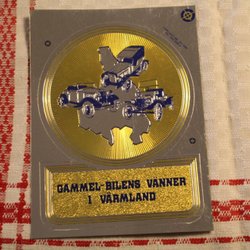 GAMMEL-BILENS VÄNNER
I VÄRMLAND